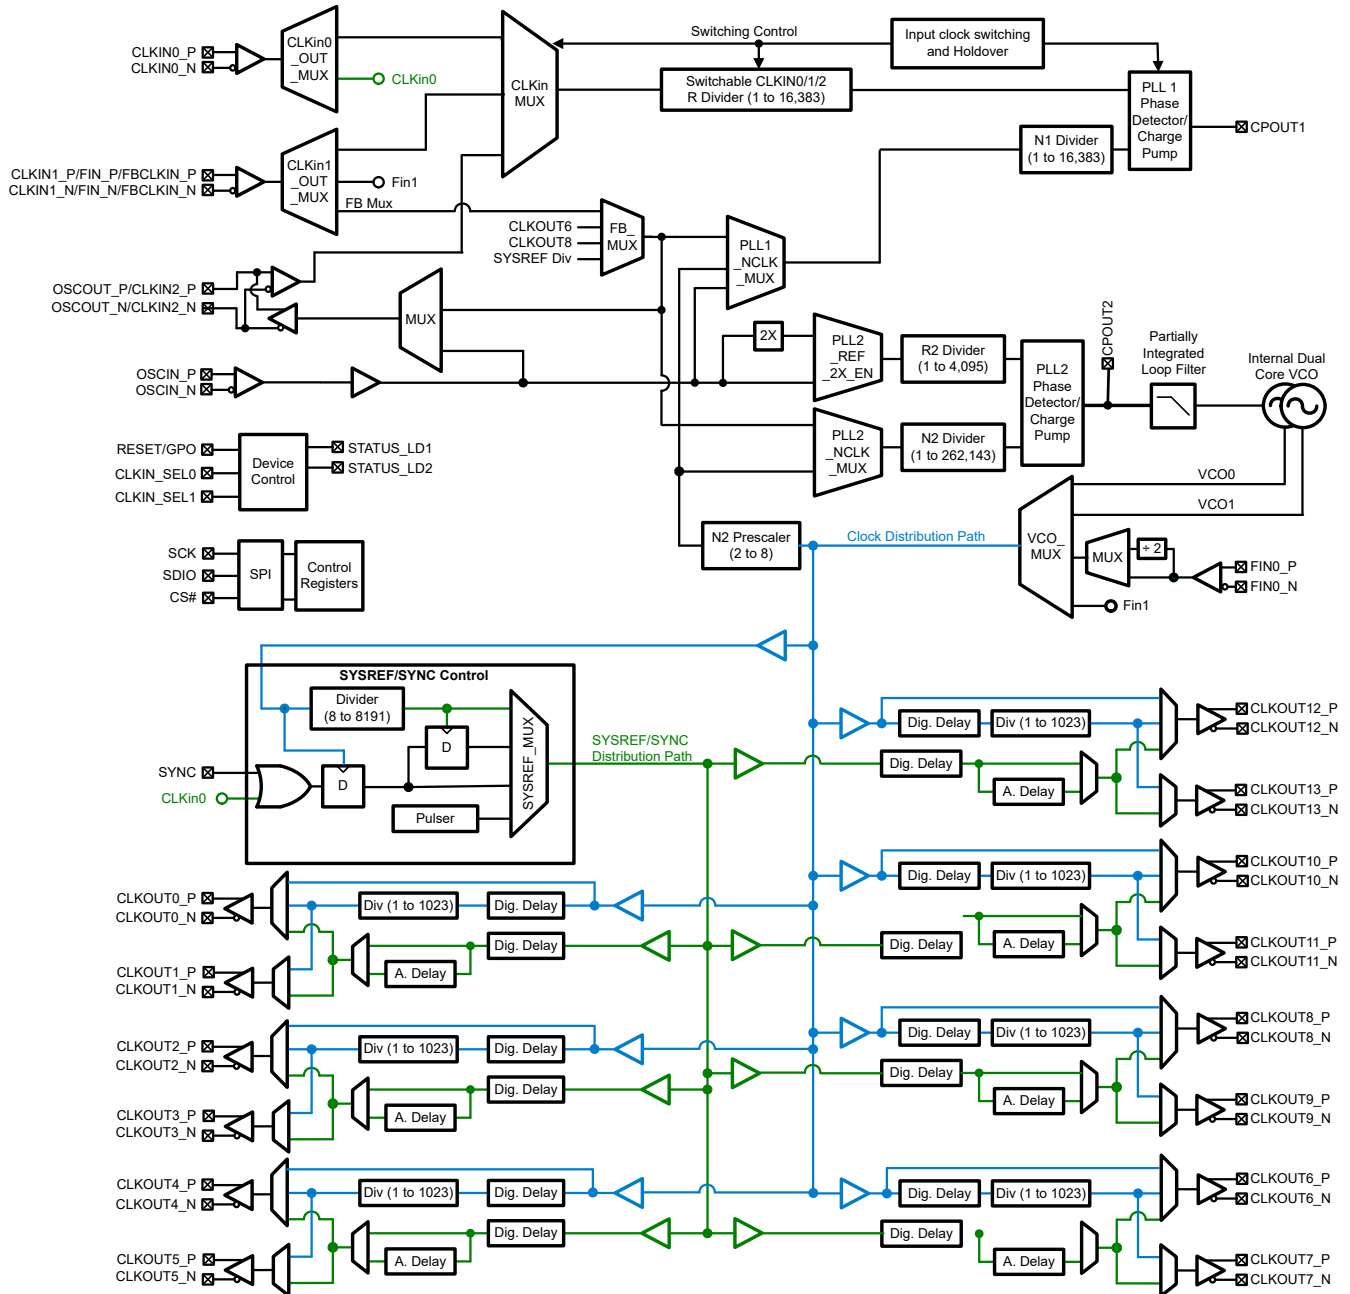 CLKIN0_P
CLKIN0_N
CLKin0
_OUT
_MUX
CLKin0
CLKin
MUX
Switching Control
Input clock switching
and Holdover
Switchable CLKIN0/1/2
R Divider (1 to 16,383)
PLL 1
Phase
Detector/
Charge
Pump
CPOUT1
N1 Divider
(1 to 16,383)
CLKIN1_P/FIN_P/FBCLKIN_P
CLKIN1_N/FIN_N/FBCLKIN_N
CLKin1
_OUT
_MUX
Fin1
FB Mux
CLKOUT6
CLKOUT8
SYSREF Div
FB_
MUX
PLL1
_NCLK
_MUX
OSCOUT_P/CLKIN2_P
OSCOUT_N/CLKIN2_N
MUX
OSCIN_P
OSCIN_N
2X
PLL2
_REF
_2X_EN
R2 Divider
(1 to 4,095)
PLL2
Phase
Detector/
Charge
Pump
CPOUT2
Partially
Integrated
Loop Filter
Internal Dual
Core VCO
PLL2
_NCLK
_MUX
N2 Divider
(1 to 262,143)
RESET/GPO
CLKIN_SEL0
CLKIN_SEL1
Device
Control
STATUS_LD1
STATUS_LD2
VCO0
VCO1
SCK
SDIO
CS#
SPI
Control
Registers
N2 Prescaler
(2 to 8)
Clock Distribution Path
VCO_
MUX
MUX
÷ 2
FIN0_P
FIN0_N
Fin1
SYSREF/SYNC Control
Divider
(8 to 8191)
D
SYSREF_MUX
SYNC
CLKin0
D
Pulser
SYSREF/SYNC
Distribution Path
Dig. Delay
Div (1 to 1023)
CLKOUT12_P
CLKOUT12_N
Dig. Delay
A. Delay
CLKOUT13_P
CLKOUT13_N
Dig. Delay
Div (1 to 1023)
CLKOUT10_P
CLKOUT10_N
Dig. Delay
A. Delay
CLKOUT11_P
CLKOUT11_N
CLKOUT0_P
CLKOUT0_N
Div (1 to 1023)
Dig. Delay
CLKOUT1_P
CLKOUT1_N
A. Delay
Dig. Delay
Dig. Delay
Div (1 to 1023)
CLKOUT8_P
CLKOUT8_N
Dig. Delay
A. Delay
CLKOUT9_P
CLKOUT9_N
CLKOUT2_P
CLKOUT2_N
Div (1 to 1023)
Dig. Delay
CLKOUT3_P
CLKOUT3_N
A. Delay
Dig. Delay
CLKOUT4_P
CLKOUT4_N
Div (1 to 1023)
Dig. Delay
CLKOUT5_P
CLKOUT5_N
A. Delay
Dig. Delay
Dig. Delay
Div (1 to 1023)
CLKOUT6_P
CLKOUT6_N
Dig. Delay
A. Delay
CLKOUT7_P
CLKOUT7_N